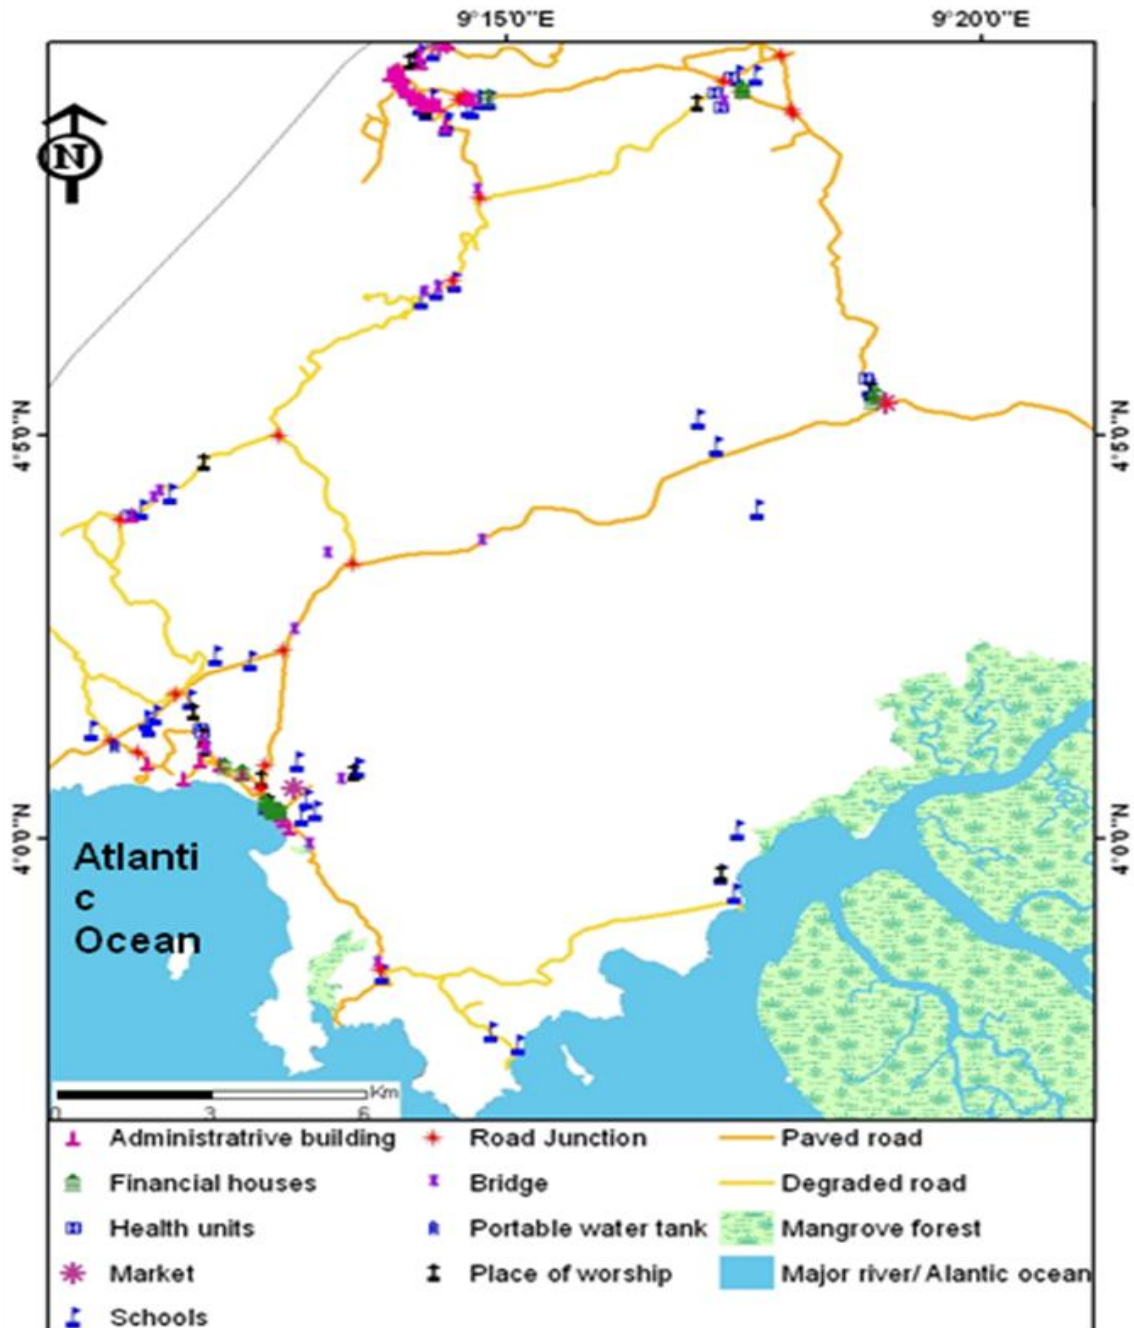 9°15'0"E 9°20'0"E
N
4°5'0"N 4°5'0"N
4°0'0"N 4°0'0"N
Atlanti
c
Ocean
Km
0 3 6
Administratrive building Road Junction Paved road
Financial houses Bridge Degraded road
H Health units Portable water tank Mangrove forest
Market Place of worship Major river/ Alantic ocean
Schools